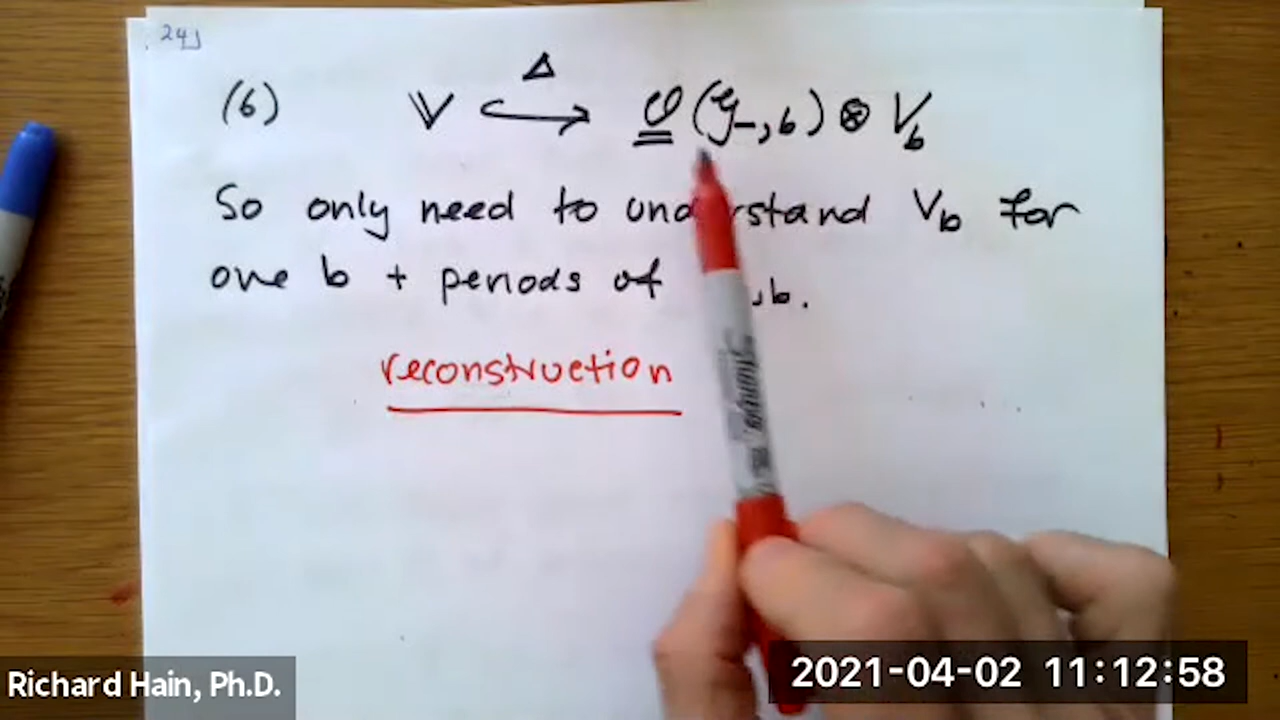 24
(6) 𝕍 ↪^Δ 𝒪(𝒢_,b) ⊗ V_b
So only need to understand V_b for
one b + periods of ,b.
reconstruction
Richard Hain, Ph.D.
2021-04-02 11:12:58